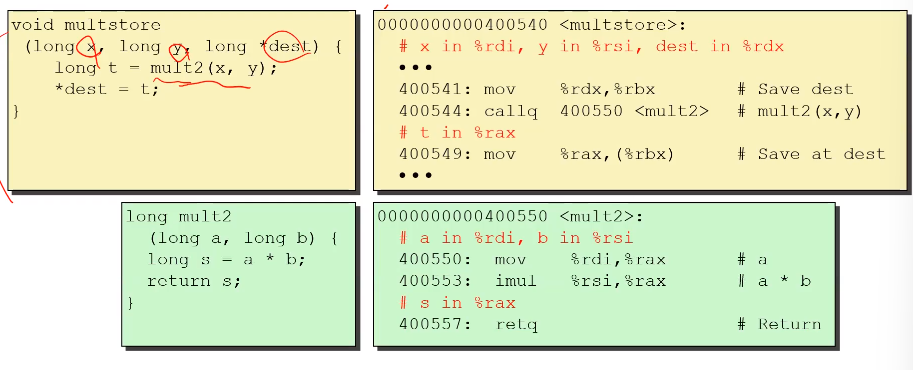 void multstore
(long x, long y, long *dest) {
long t = mult2(x, y);
*dest = t;
}
0000000000400540 <multstore>:
# x in %rdi, y in %rsi, dest in %rdx
•••
400541: mov %rdx,%rbx # Save dest
400544: callq 400550 <mult2> # mult2(x,y)
# t in %rax
400549: mov %rax,(%rbx) # Save at dest
•••
long mult2
(long a, long b) {
long s = a * b;
return s;
}
0000000000400550 <mult2>:
# a in %rdi, b in %rsi
400550: mov %rdi,%rax # a
400553: imul %rsi,%rax # a * b
# s in %rax
400557: retq # Return